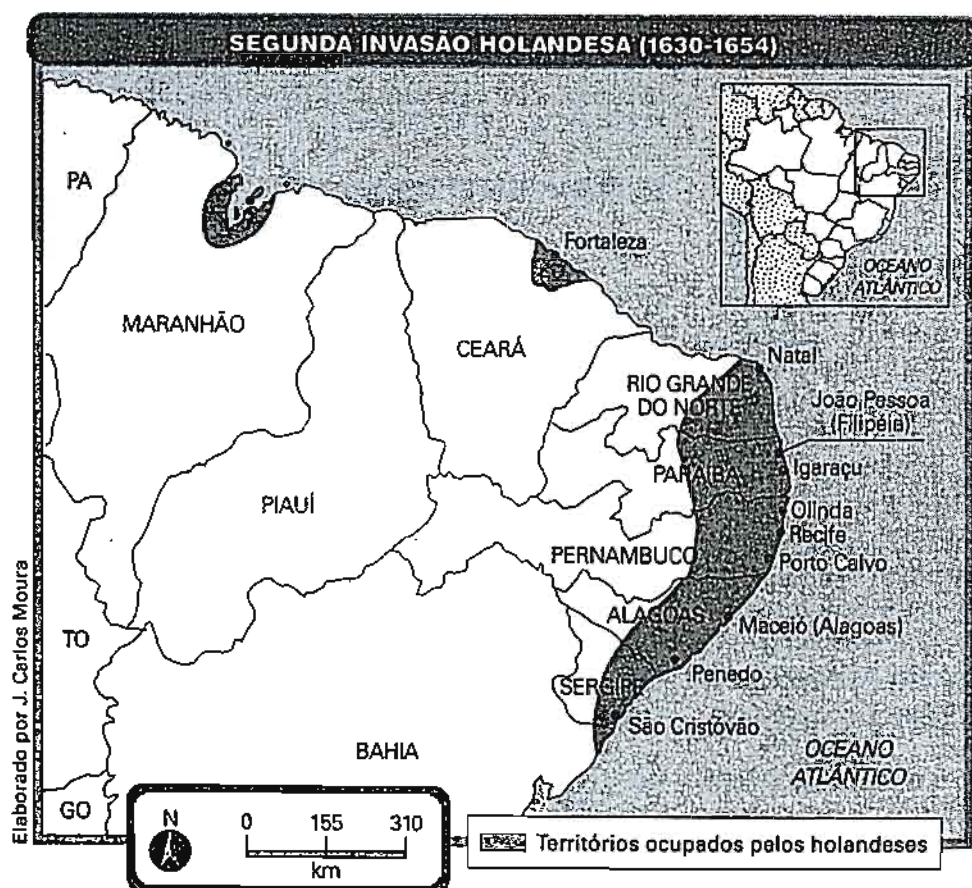 SEGUNDA INVASÃO HOLANDESA (1630-1654)
PA
MARANHÃO
Fortaleza
CEARÁ
OCEANO
ATLÂNTICO
Natal
RIO GRANDE
DO NORTE
João Pessoa
(Filipéia)
PARAÍBA
Igaraçu
PIAUÍ
Olinda
Recife
PERNAMBUCO
Porto Calvo
ALAGOAS
Maceió (Alagoas)
TO
Penedo
SERGIPE
São Cristóvão
BAHIA
OCEANO
ATLÂNTICO
GO
N
0 155 310
km
Territórios ocupados pelos holandeses
Elaborado por J. Carlos Moura